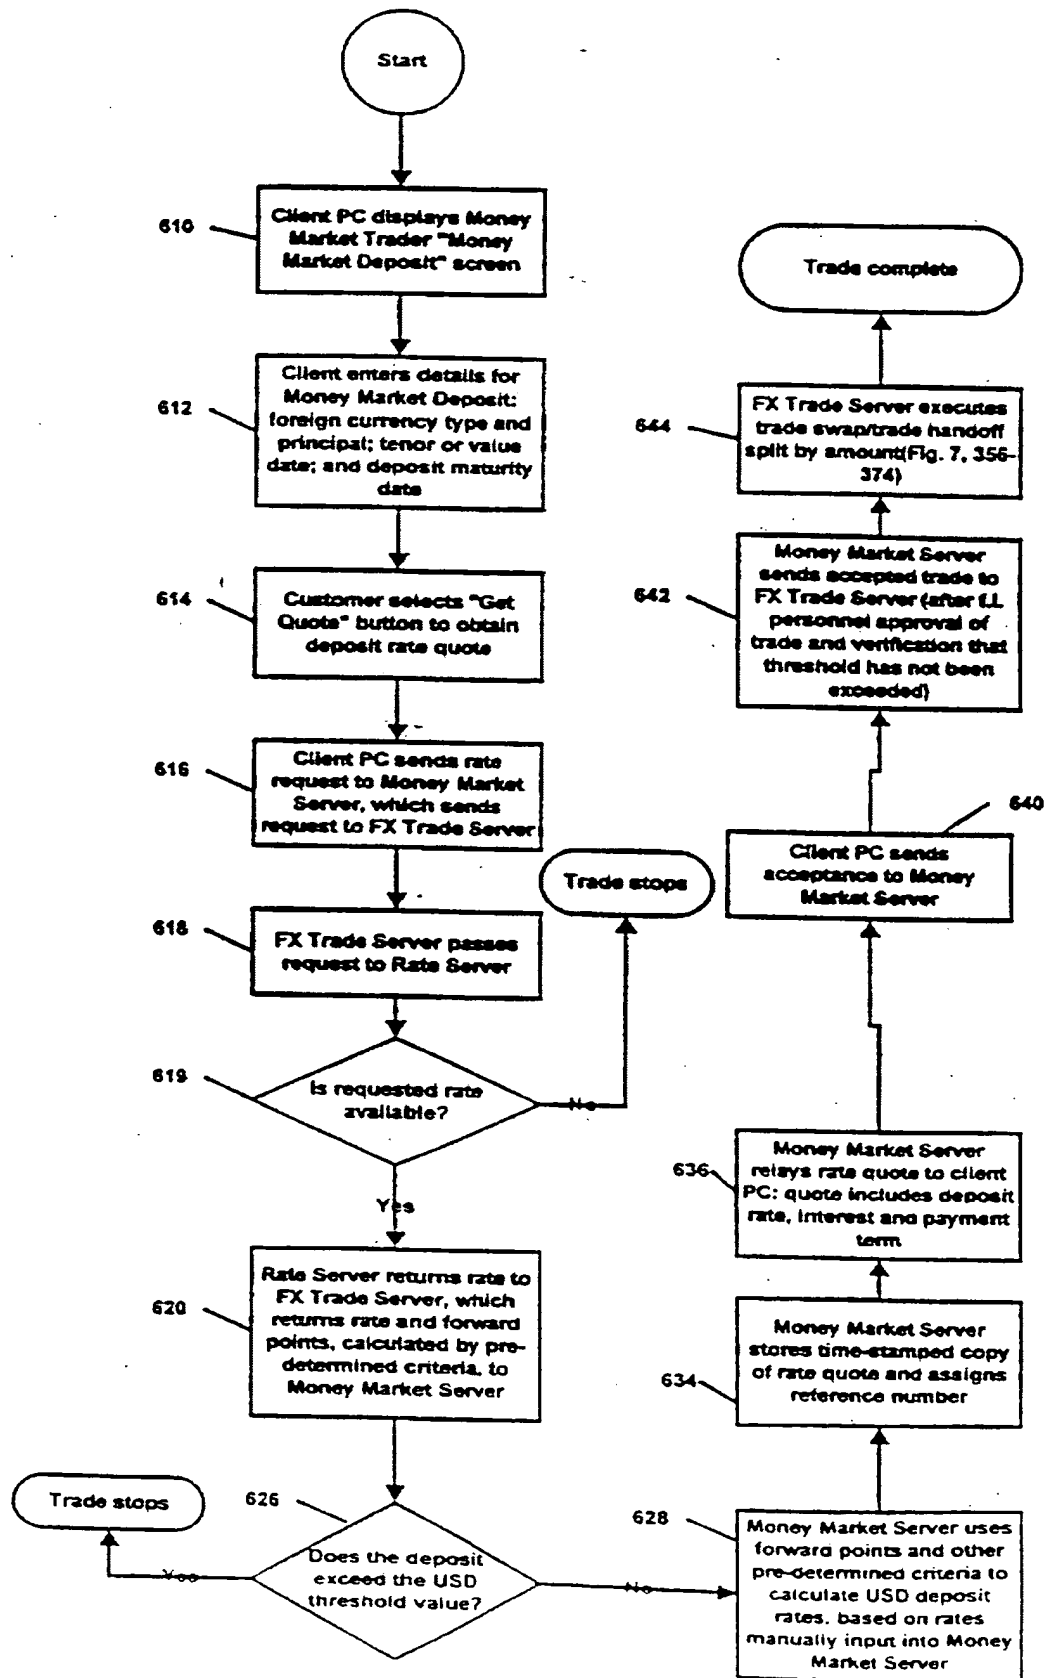 Start
610
Client PC displays Money
Market Trader "Money
Market Deposit" screen
612
Client enters details for
Money Market Deposit:
foreign currency type and
principal; tenor or value
date; and deposit maturity
date
614
Customer selects "Get
Quote" button to obtain
deposit rate quote
616
Client PC sends rate
request to Money Market
Server, which sends
request to FX Trade Server
618
FX Trade Server passes
request to Rate Server
619
Is requested rate
available?
No
Trade stops
Yes
620
Rate Server returns rate to
FX Trade Server, which
returns rate and forward
points, calculated by pre-
determined criteria, to
Money Market Server
626
Does the deposit
exceed the USD
threshold value?
Yes
Trade stops
No
628
Money Market Server uses
forward points and other
pre-determined criteria to
calculate USD deposit
rates, based on rates
manually input into Money
Market Server
634
Money Market Server
stores time-stamped copy
of rate quote and assigns
reference number
636
Money Market Server
relays rate quote to client
PC: quote includes deposit
rate, interest and payment
term
640
Client PC sends
acceptance to Money
Market Server
642
Money Market Server
sends accepted trade to
FX Trade Server (after f.i.
personnel approval of
trade and verification that
threshold has not been
exceeded)
644
FX Trade Server executes
trade swap/trade handoff
split by amount(Fig. 7, 356-
374)
Trade complete